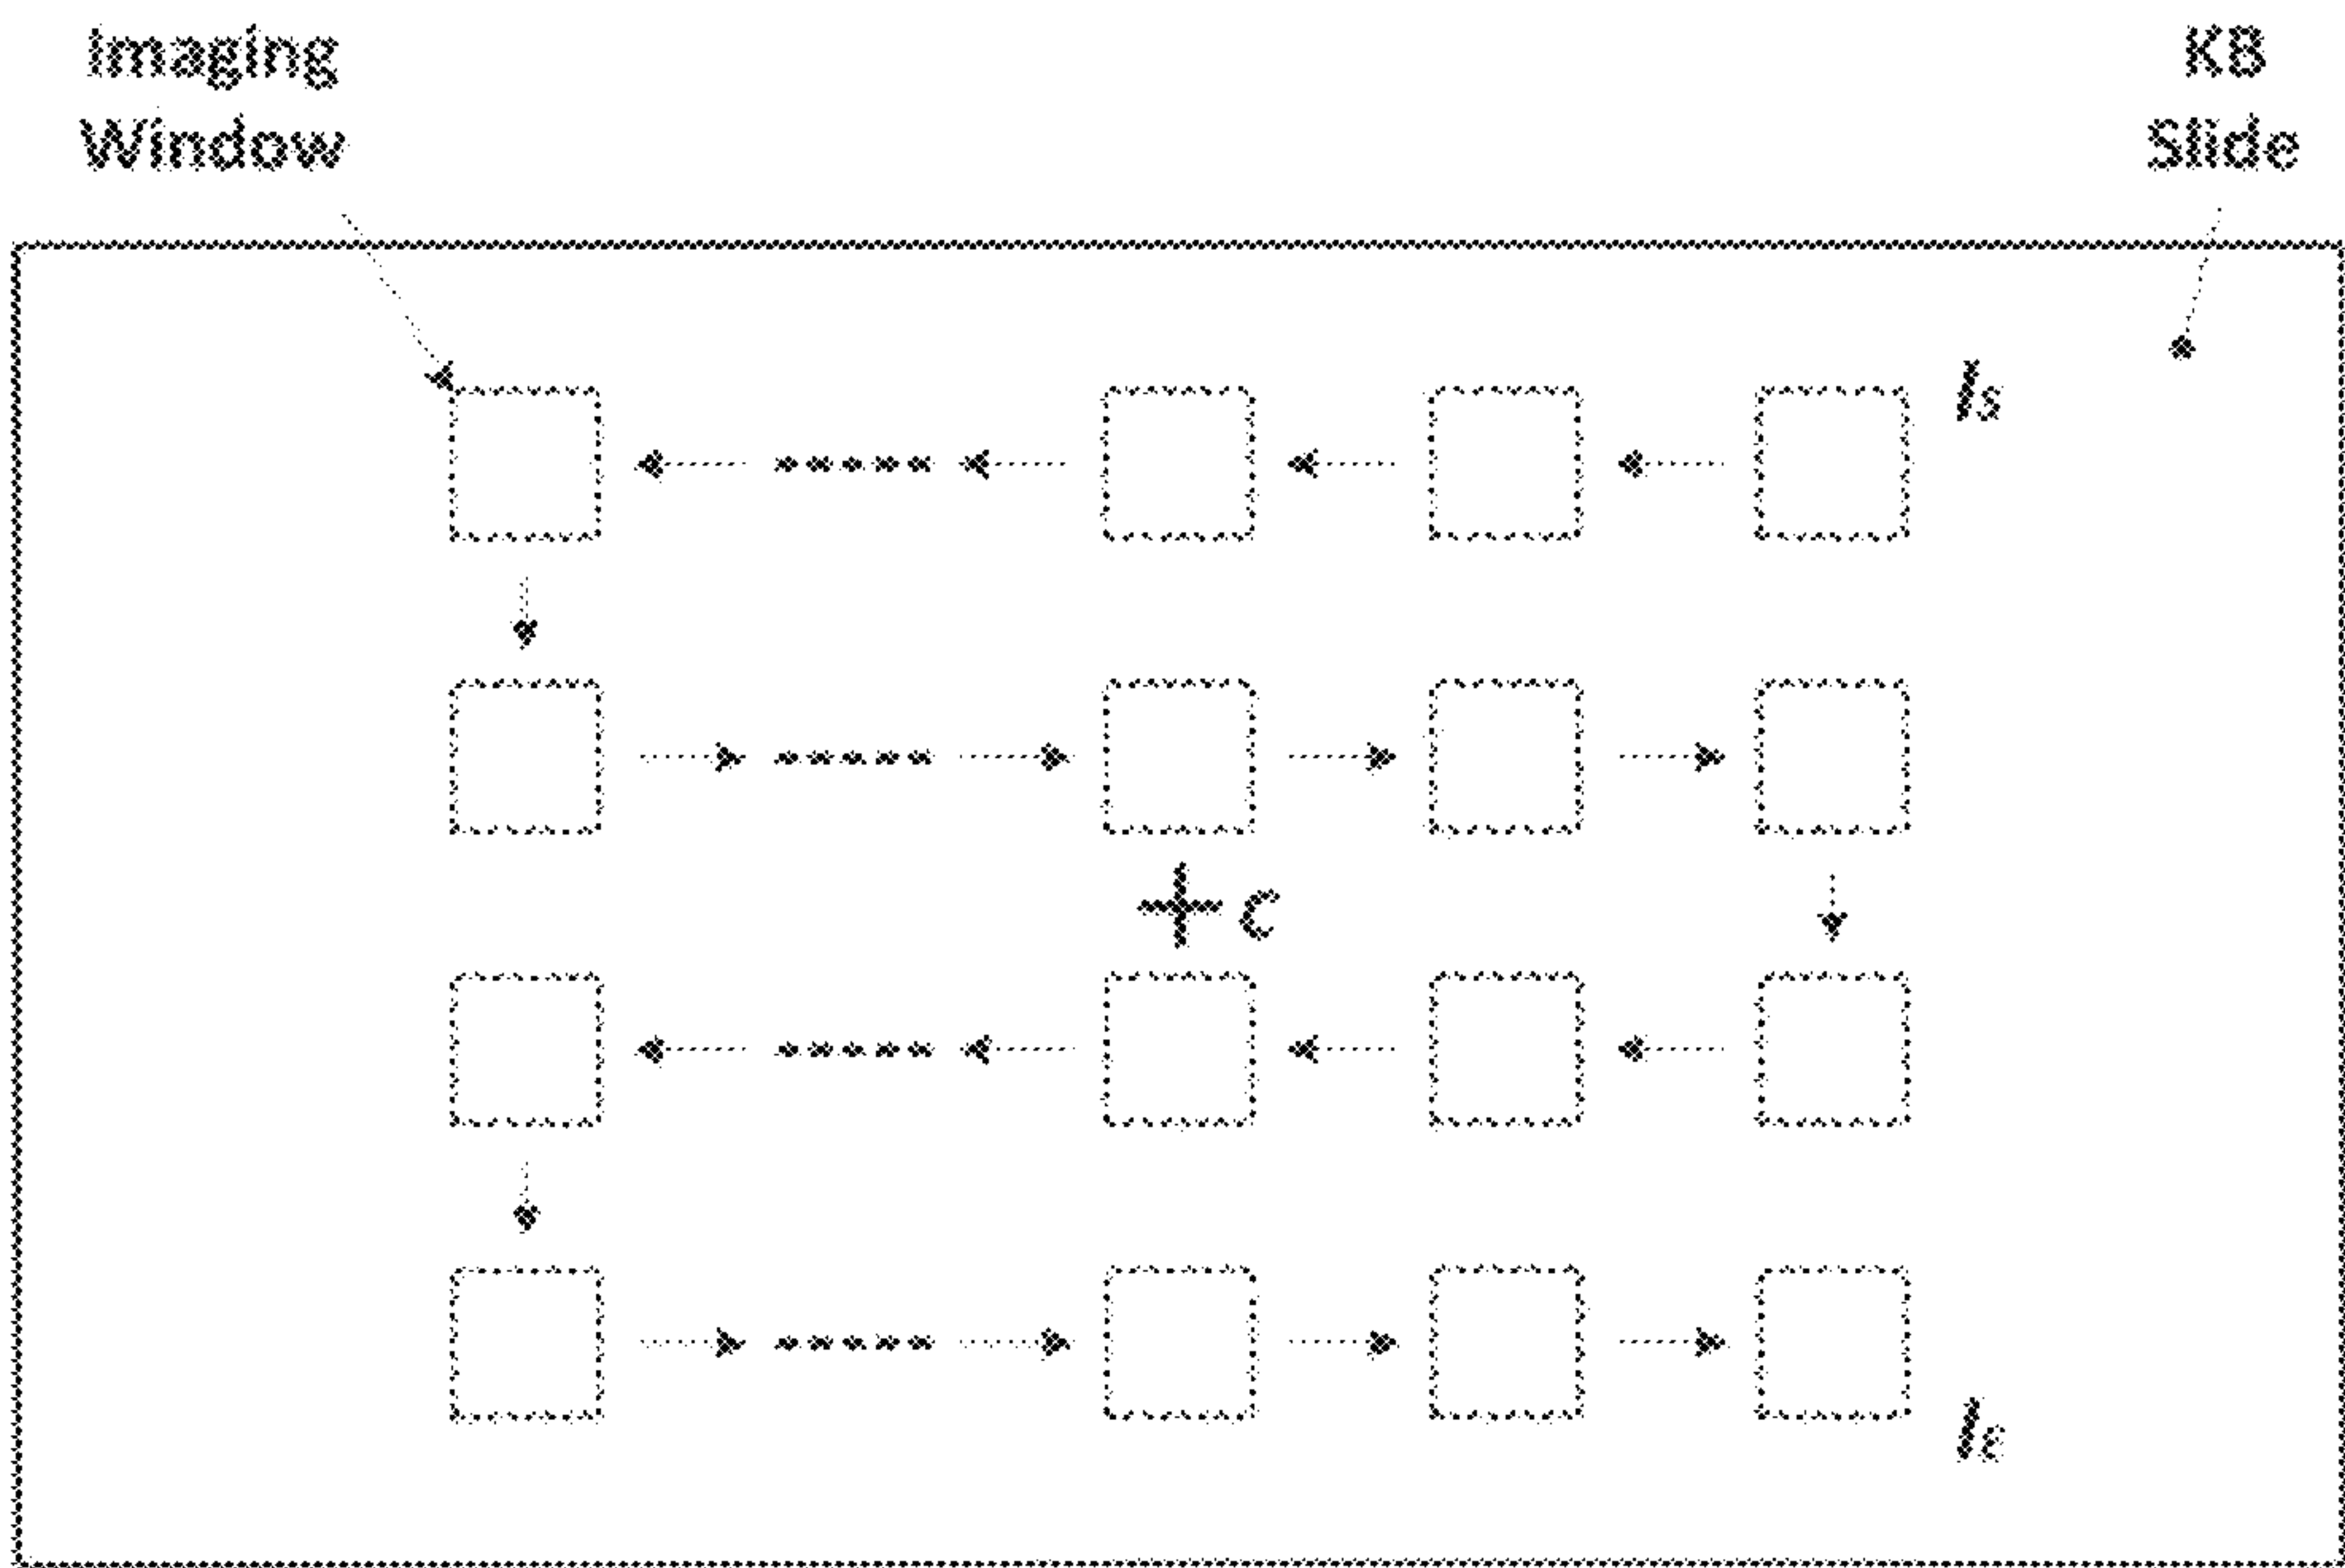 Imaging
Window
KB
Slide
Is
+ c
IE